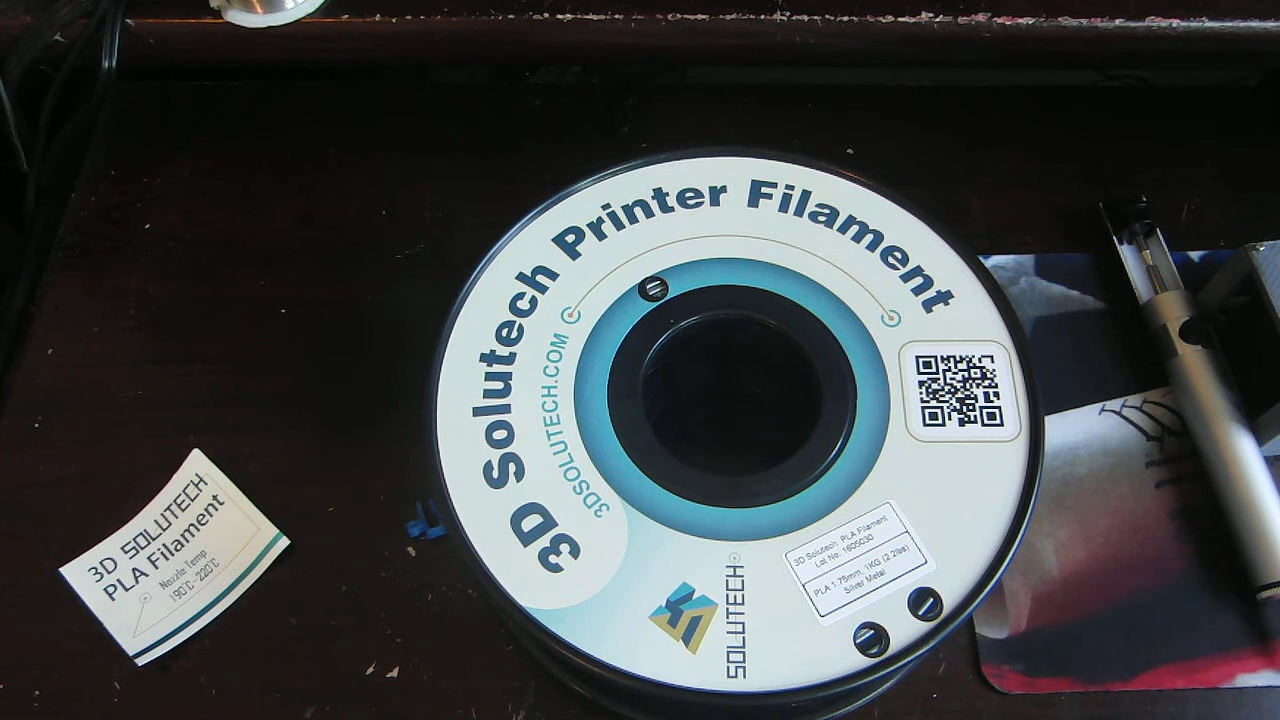 3D solutech Printer Filament
3DSOLUTECH.COM
SOLUTECH
3D Solutech PLA Filament
Lot No. 1605030
PLA 1.75mm, 1KG (2.2lbs)
Silver Metal
3D SOLUTECH
PLA Filament
Nozzle Temp
190°C-220°C